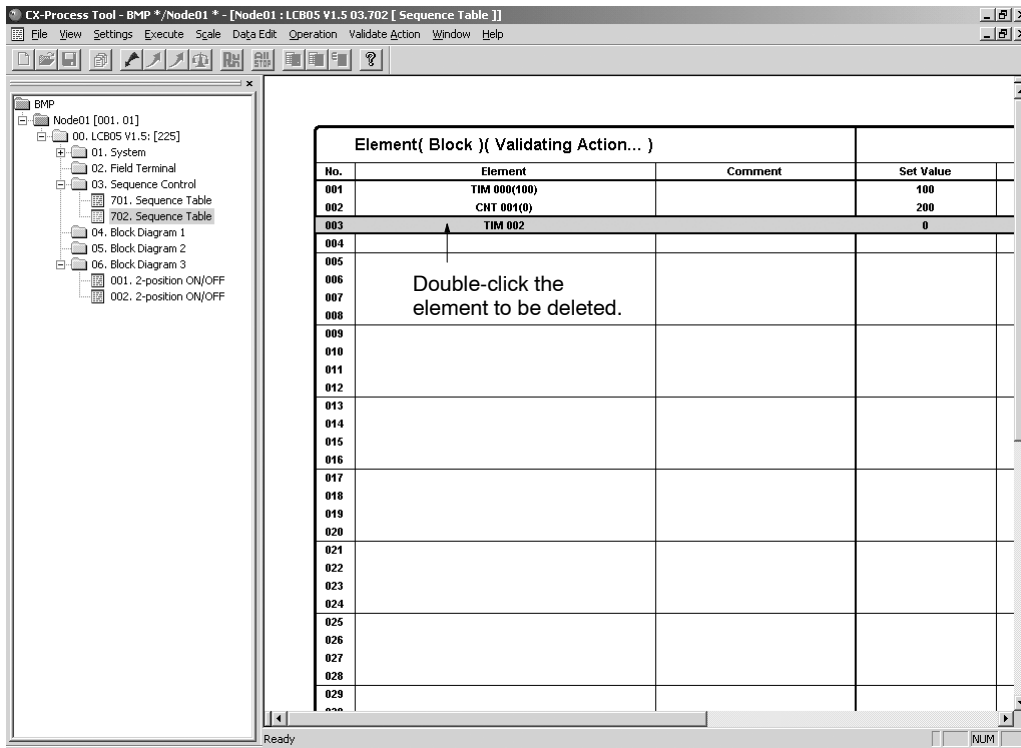 CX-Process Tool - BMP */Node01 * - [Node01 : LCB05 V1.5 03.702 [ Sequence Table ]]
File View Settings Execute Scale Data Edit Operation Validate Action Window Help
BMP
Node01 [001. 01]
00. LCB05 V1.5: [225]
01. System
02. Field Terminal
03. Sequence Control
701. Sequence Table
702. Sequence Table
04. Block Diagram 1
05. Block Diagram 2
06. Block Diagram 3
001. 2-position ON/OFF
002. 2-position ON/OFF
Element( Block )( Validating Action... )
No. Element Comment Set Value
001 TIM 000(100) 100
002 CNT 001(0) 200
003 TIM 002 0
004
005
006
007
008
Double-click the
element to be deleted.
009
010
011
012
013
014
015
016
017
018
019
020
021
022
023
024
025
026
027
028
029
Ready NUM